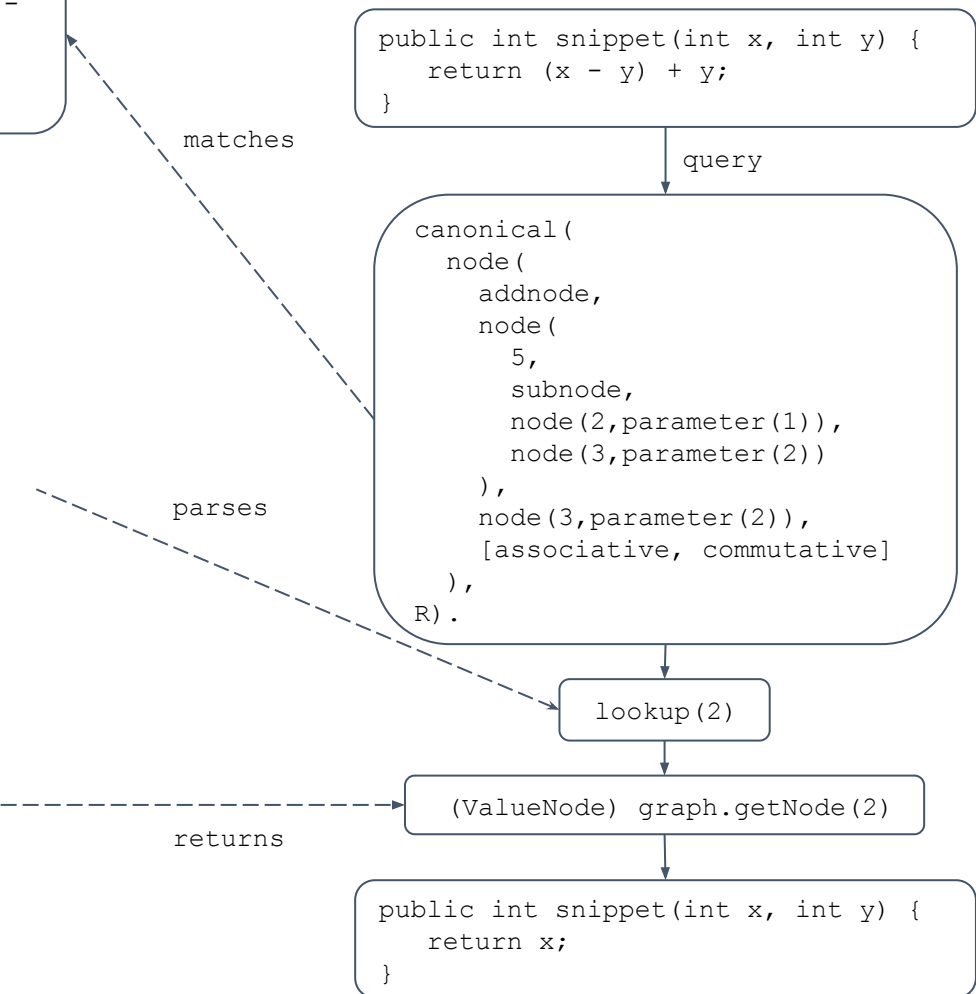 -
public int snippet(int x, int y) {
return (x - y) + y;
}
matches
query
canonical(
node(
addnode,
node(
5,
subnode,
node(2,parameter(1)),
node(3,parameter(2))
),
node(3,parameter(2)),
[associative, commutative]
),
R).
parses
lookup(2)
(ValueNode) graph.getNode(2)
returns
public int snippet(int x, int y) {
return x;
}